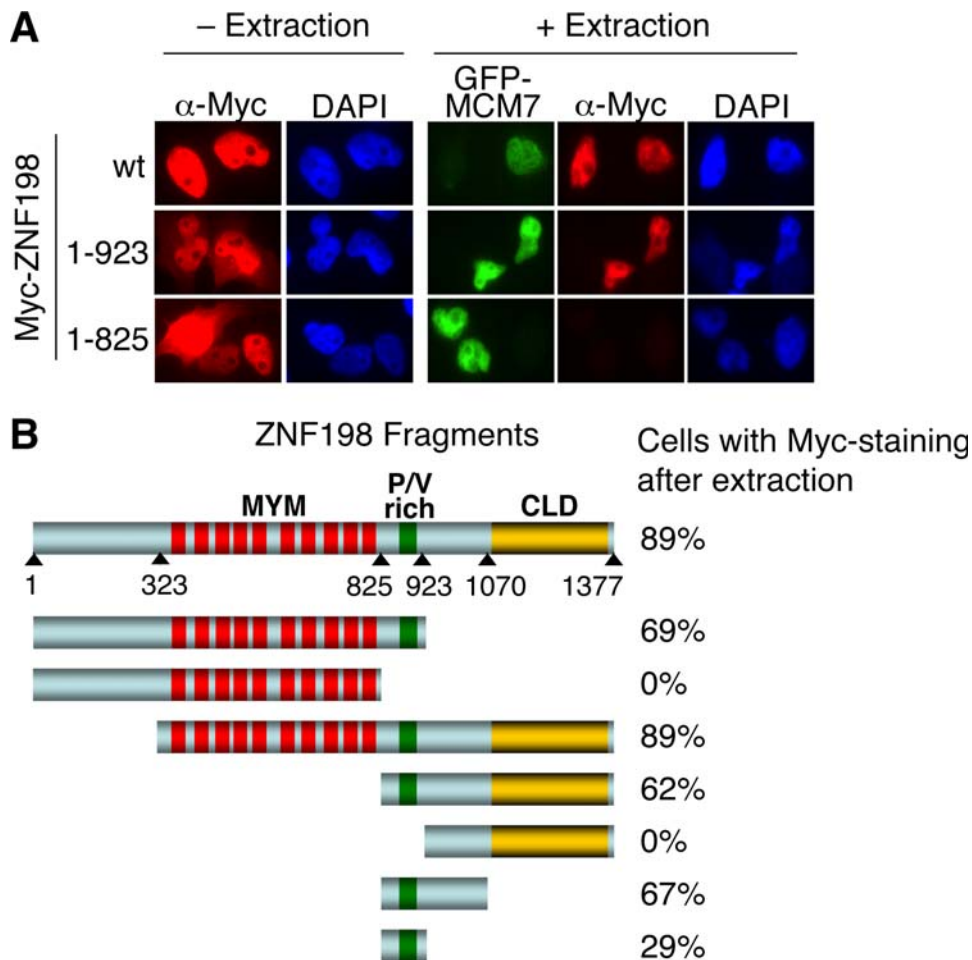 A
– Extraction
+ Extraction
α-Myc
DAPI
GFP-
MCM7
α-Myc
DAPI
Myc-ZNF198
wt
1-923
1-825
B
ZNF198 Fragments
Cells with Myc-staining
after extraction
MYM
P/V
rich
CLD
89%
1 323 825 923 1070 1377
69%
0%
89%
62%
0%
67%
29%